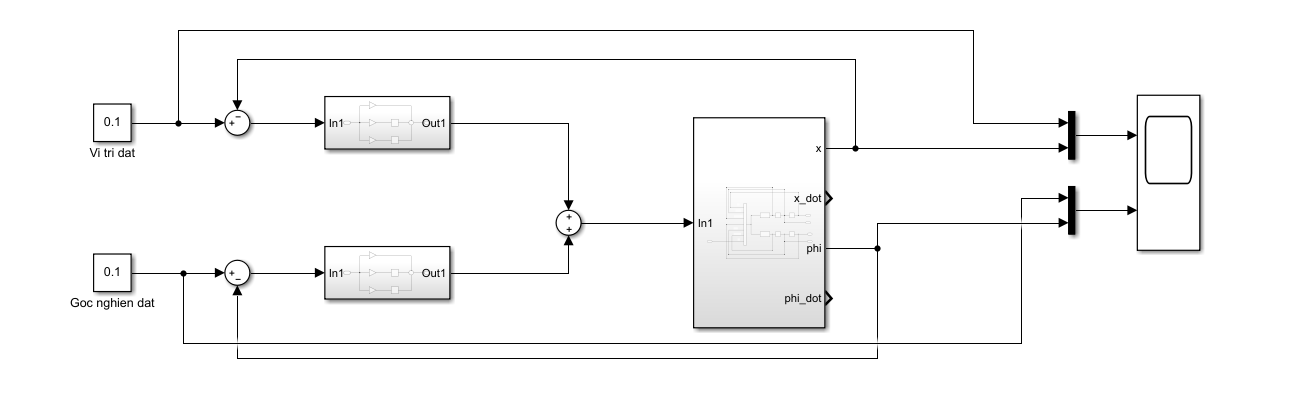 0.1
Vi tri dat
In1
Out1
x
x_dot
In1
phi
phi_dot
0.1
Goc nghien dat
In1
Out1